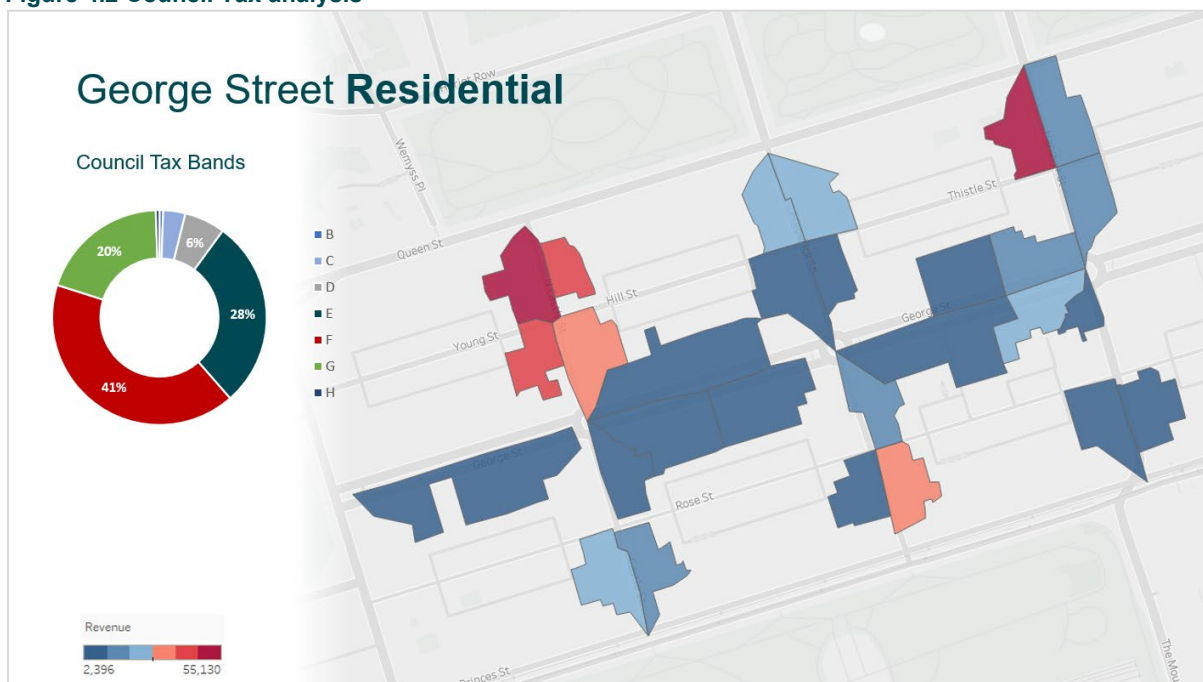 Figure 4.2 Council Tax analysis
George Street Residential
Council Tax Bands
20%
6%
28%
41%
B
C
D
E
F
G
H
Row
Wemyss Pl
Queen St
Thistle St
Hill St
Young St
George St
George St
Rose St
Princes St
The Mou
Revenue
2,396
55,130